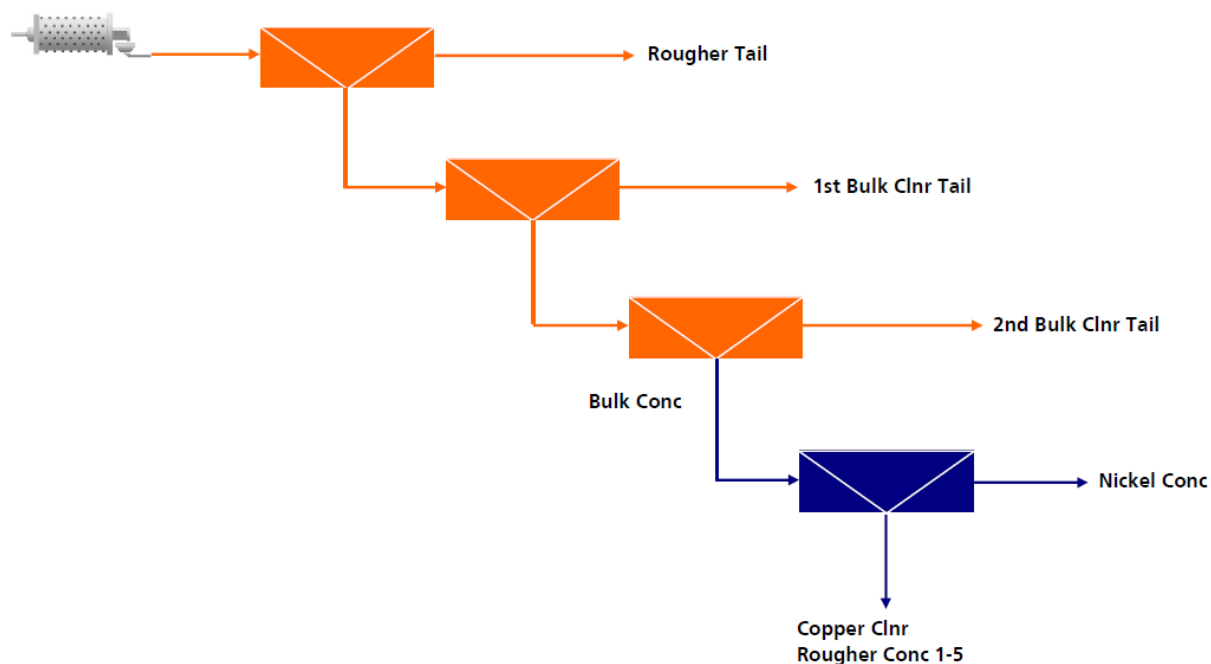 Rougher Tail
1st Bulk Clnr Tail
2nd Bulk Clnr Tail
Bulk Conc
Nickel Conc
Copper Clnr
Rougher Conc 1-5